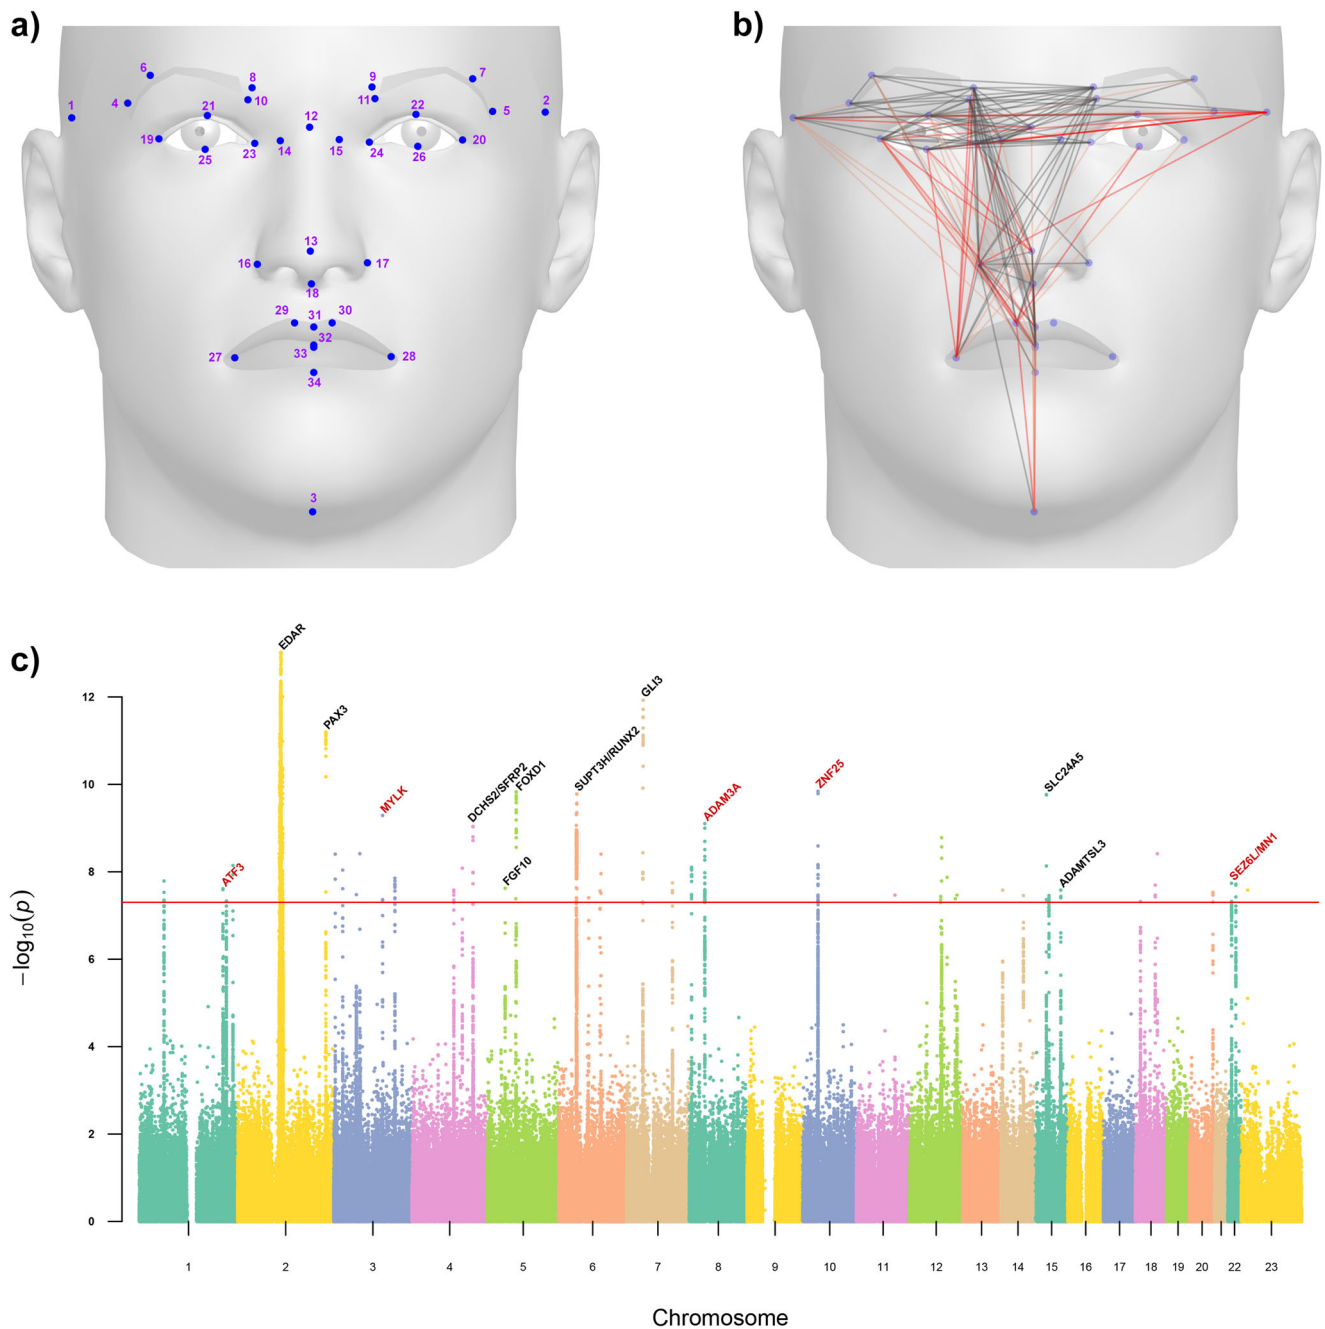 a)
b)
6
8
9
7
1
4
10
11
5
2
21
22
12
19
25
23
14
15
24
26
20
13
16
17
18
29
31
30
32
27
33
28
34
3
c)
EDAR
PAX3
MYLK
ATF3
DCHS2/SFRP2
FOXD1
FGF10
SUPT3H/RUNX2
GLI3
ADAM3A
ZNF25
SLC24A5
ADAMTSL3
SEZ6L/MN1
12
10
8
6
4
2
0
−log10(p)
1 2 3 4 5 6 7 8 9 10 11 12 13 14 15 16 17 18 19 20 22 23
Chromosome